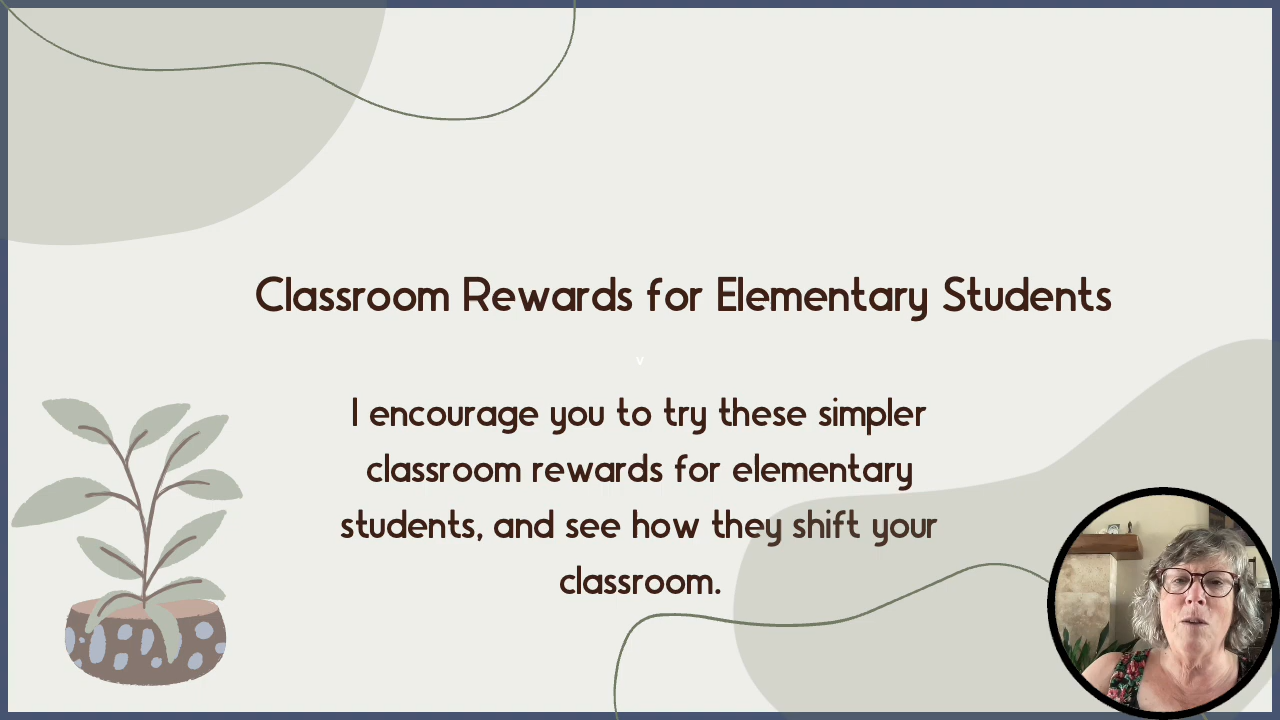 Classroom Rewards for Elementary Students
v
I encourage you to try these simpler
classroom rewards for elementary
students, and see how they shift your
classroom.